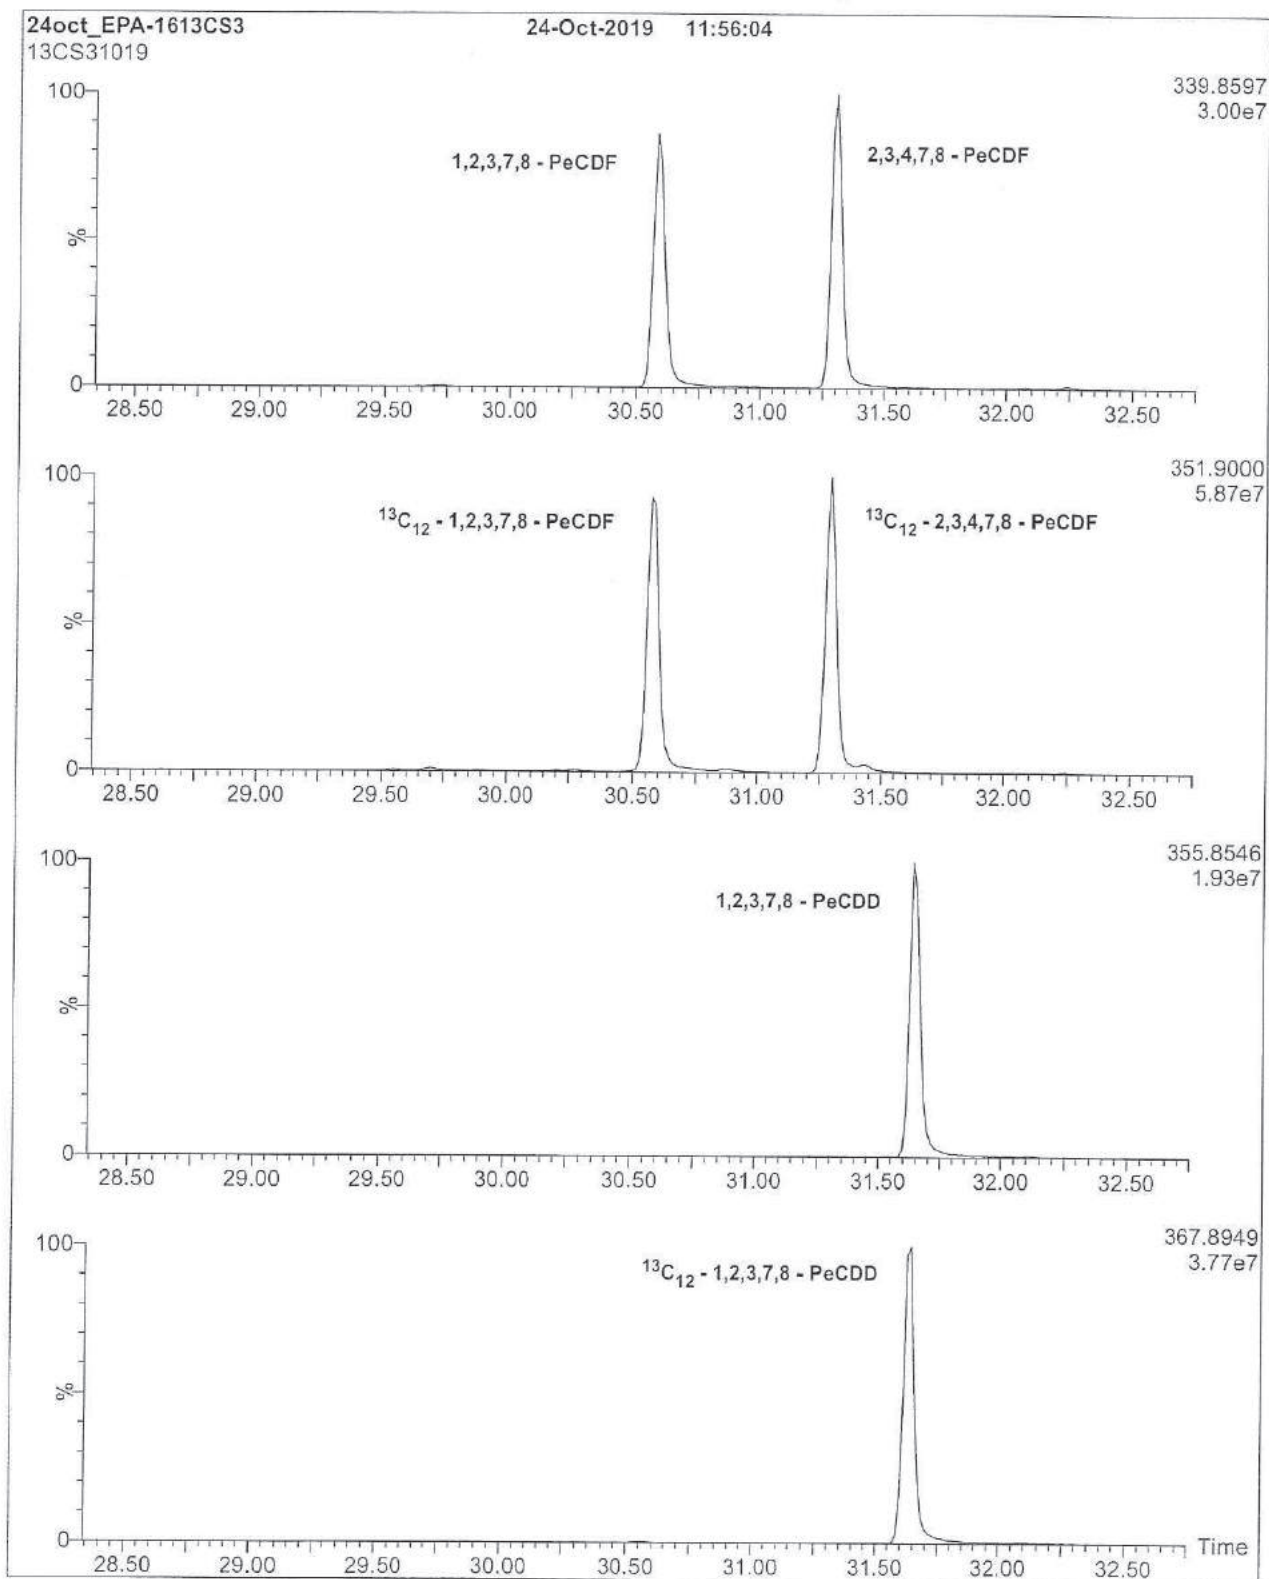 24oct_EPA-1613CS3 24-Oct-2019 11:56:04
13CS31019
339.8597
3.00e7
100
%
0
1,2,3,7,8 - PeCDF
2,3,4,7,8 - PeCDF
28.50 29.00 29.50 30.00 30.50 31.00 31.50 32.00 32.50
351.9000
5.87e7
100
%
0
¹³C₁₂ - 1,2,3,7,8 - PeCDF
¹³C₁₂ - 2,3,4,7,8 - PeCDF
28.50 29.00 29.50 30.00 30.50 31.00 31.50 32.00 32.50
355.8546
1.93e7
100
%
0
1,2,3,7,8 - PeCDD
28.50 29.00 29.50 30.00 30.50 31.00 31.50 32.00 32.50
367.8949
3.77e7
100
%
0
¹³C₁₂ - 1,2,3,7,8 - PeCDD
Time
28.50 29.00 29.50 30.00 30.50 31.00 31.50 32.00 32.50